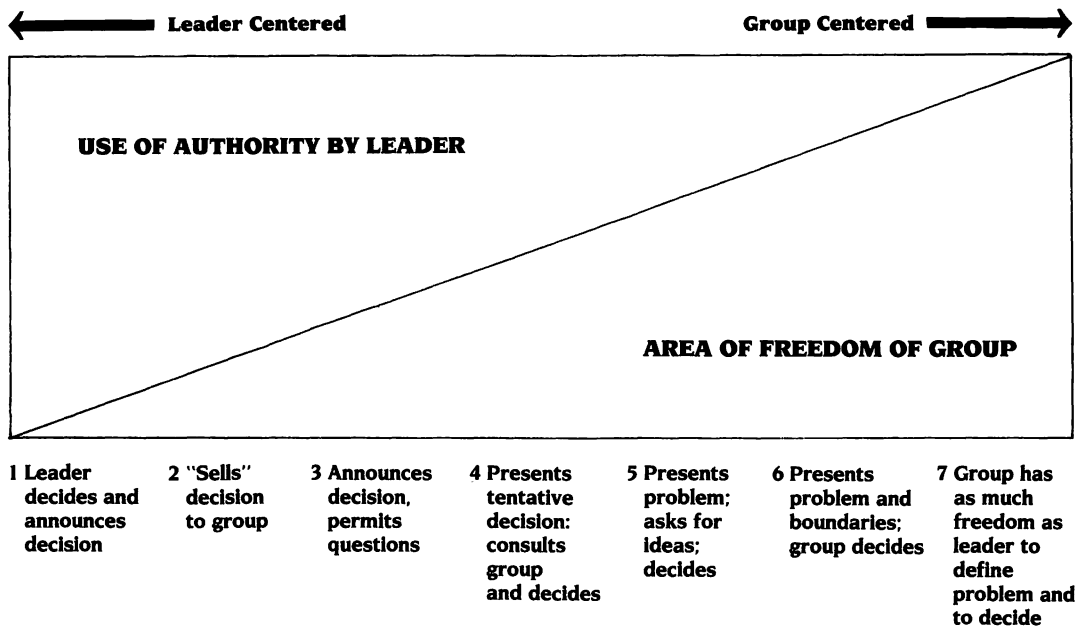 Leader Centered
Group Centered
USE OF AUTHORITY BY LEADER
AREA OF FREEDOM OF GROUP
1 Leader
decides and
announces
decision
2 "Sells"
decision
to group
3 Announces
decision,
permits
questions
4 Presents
tentative
decision:
consults
group
and decides
5 Presents
problem;
asks for
ideas;
decides
6 Presents
problem and
boundaries;
group decides
7 Group has
as much
freedom as
leader to
define
problem and
to decide